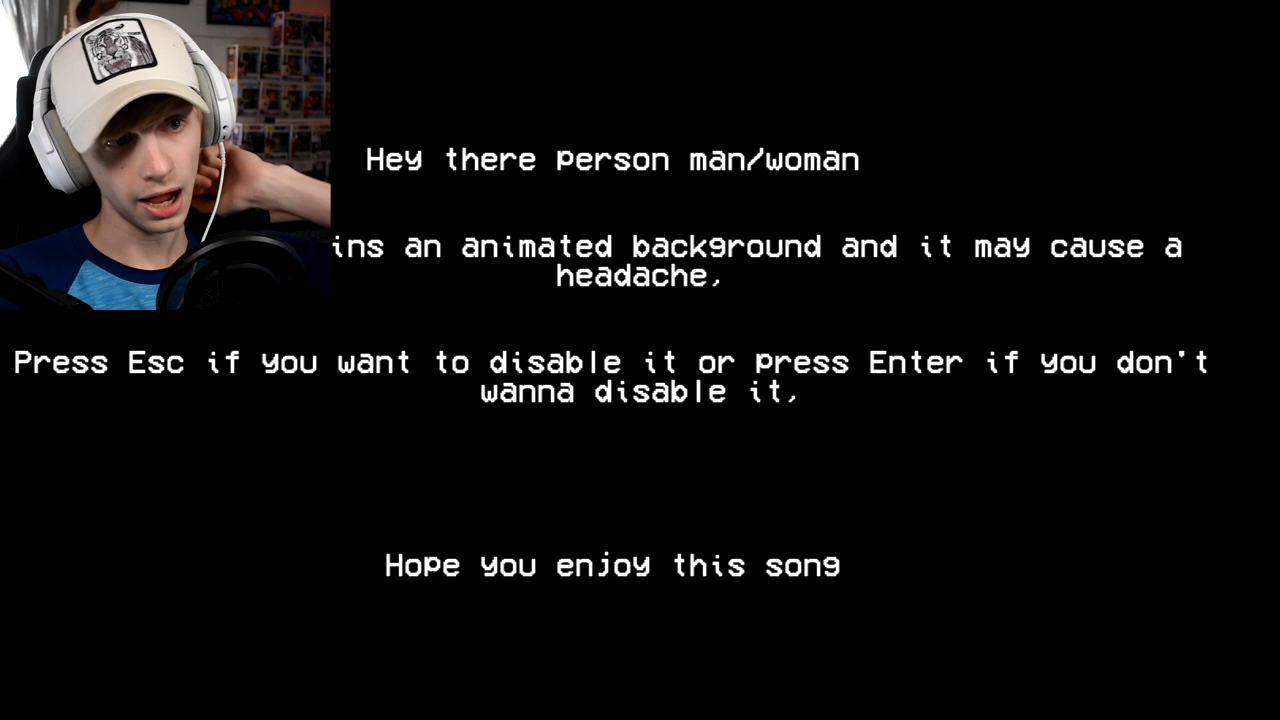 Hey there person man/woman
ins an animated background and it may cause a
headache,
Press Esc if you want to disable it or press Enter if you don't
wanna disable it,
Hope you enjoy this song